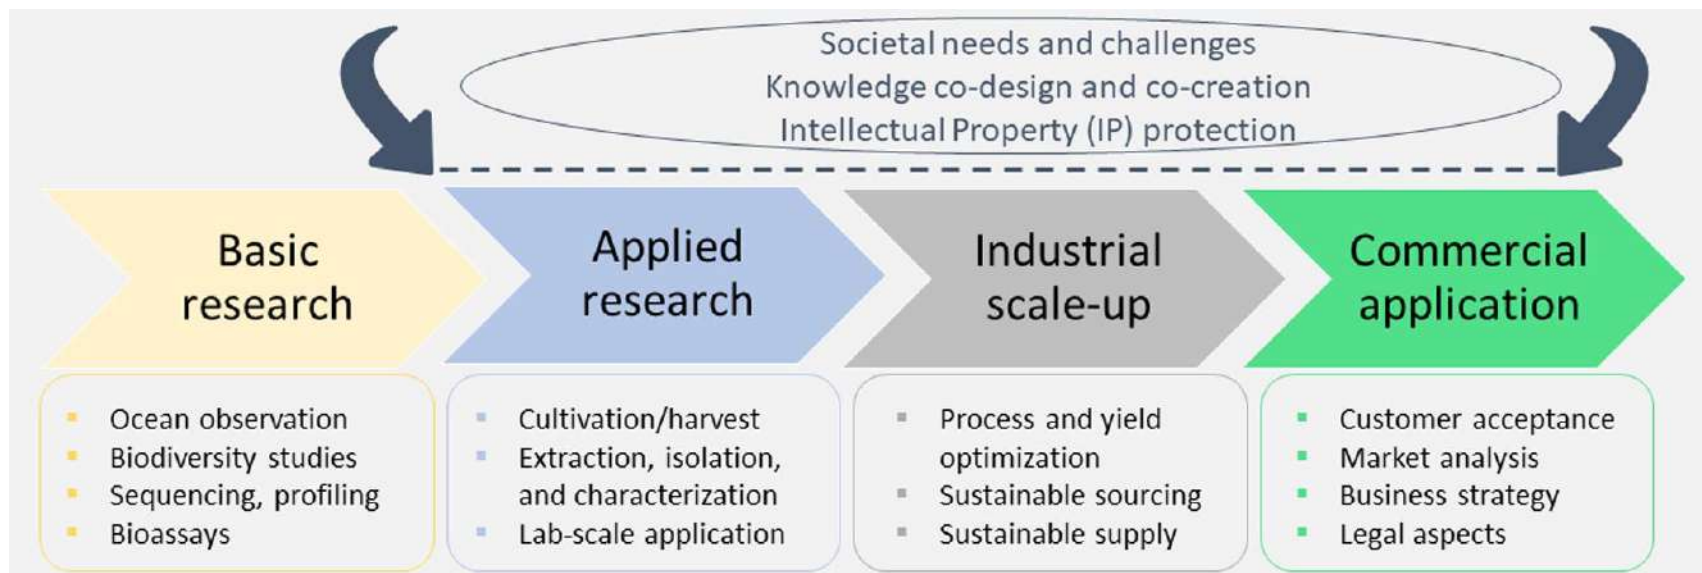 Societal needs and challenges
Knowledge co-design and co-creation
Intellectual Property (IP) protection
Basic
research
Applied
research
Industrial
scale-up
Commercial
application
Ocean observation
Biodiversity studies
Sequencing, profiling
Bioassays
Cultivation/harvest
Extraction, isolation,
and characterization
Lab-scale application
Process and yield
optimization
Sustainable sourcing
Sustainable supply
Customer acceptance
Market analysis
Business strategy
Legal aspects